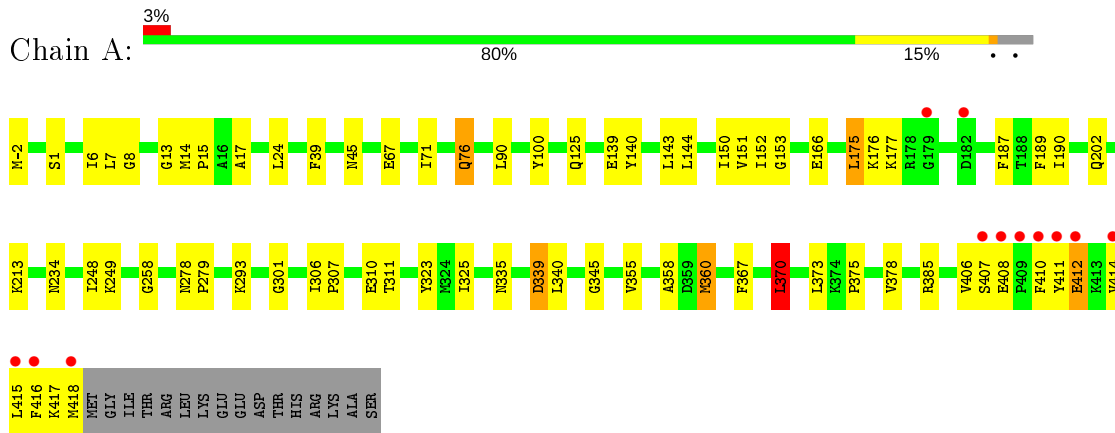 3%
Chain A:
80% 15% • •
M-2 S1 I6 L7 G8 G13 M14 P15 A16 A17 L24 F39 N45 E67 I71 Q76 L90 Y100 Q125 E139 Y140 L143 L144 I150 V151 I152 G153 E166 L175 K176 K177 R178 G179 D182 F187 T188 F189 I190 Q202
K213 N234 I248 K249 G258 N278 P279 K293 G301 I306 P307 E310 T311 Y323 M324 I325 N335 D339 L340 G345 V355 A358 D359 M360 F367 L370 L373 K374 P375 V378 R385 V406 S407 E408 P409 F410 Y411 E412 K413 V414
L415 F416 K417 M418 MET GLY ILE THR ARG LEU LYS GLU GLU ASP THR HIS ARG LYS ALA SER